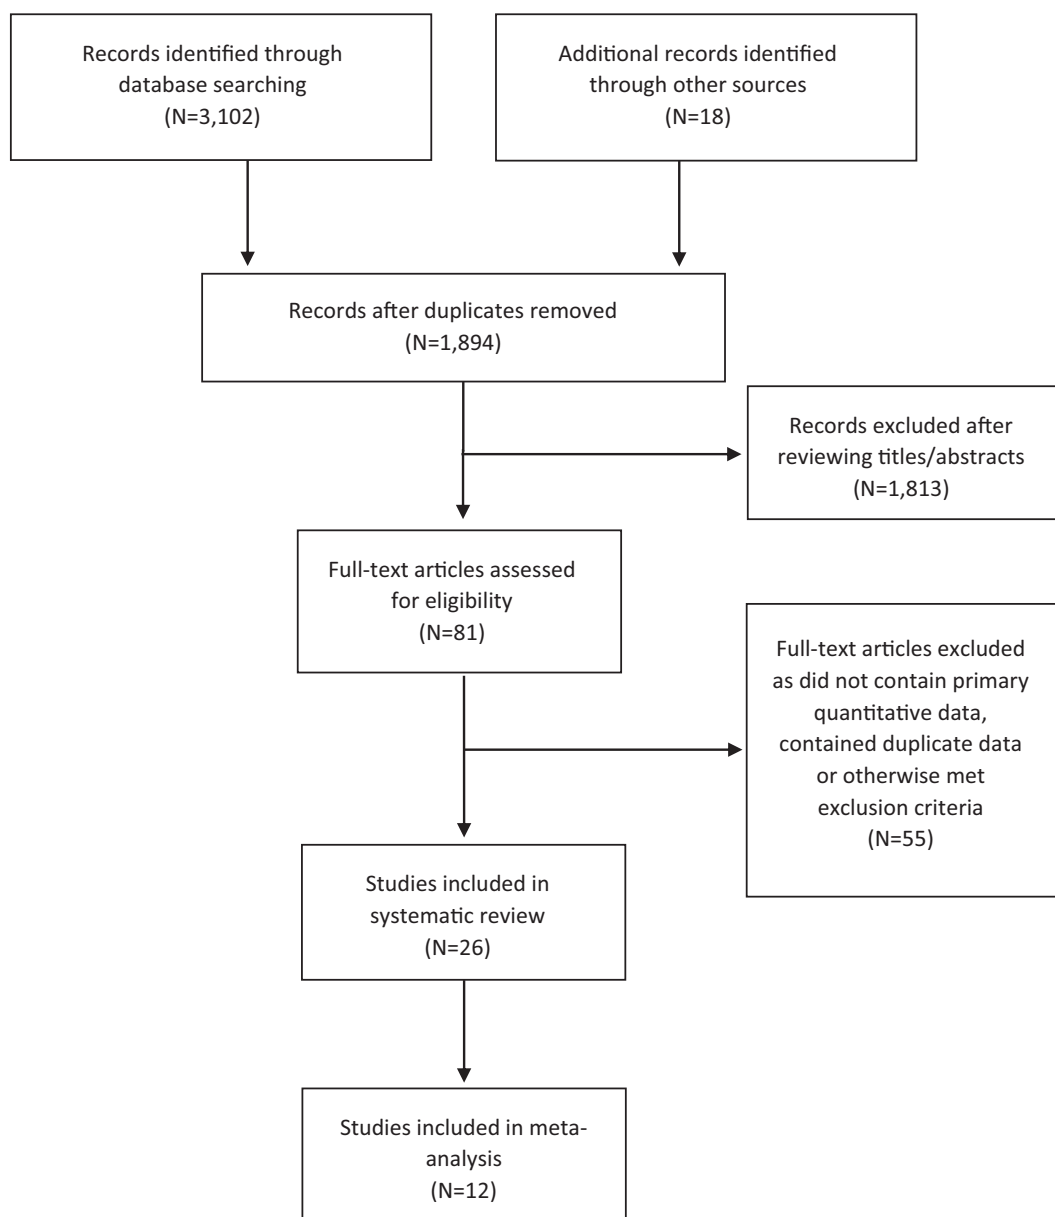 Records identified through
database searching
(N=3,102)
Additional records identified
through other sources
(N=18)
Records after duplicates removed
(N=1,894)
Records excluded after
reviewing titles/abstracts
(N=1,813)
Full-text articles assessed
for eligibility
(N=81)
Full-text articles excluded
as did not contain primary
quantitative data,
contained duplicate data
or otherwise met
exclusion criteria
(N=55)
Studies included in
systematic review
(N=26)
Studies included in meta-
analysis
(N=12)